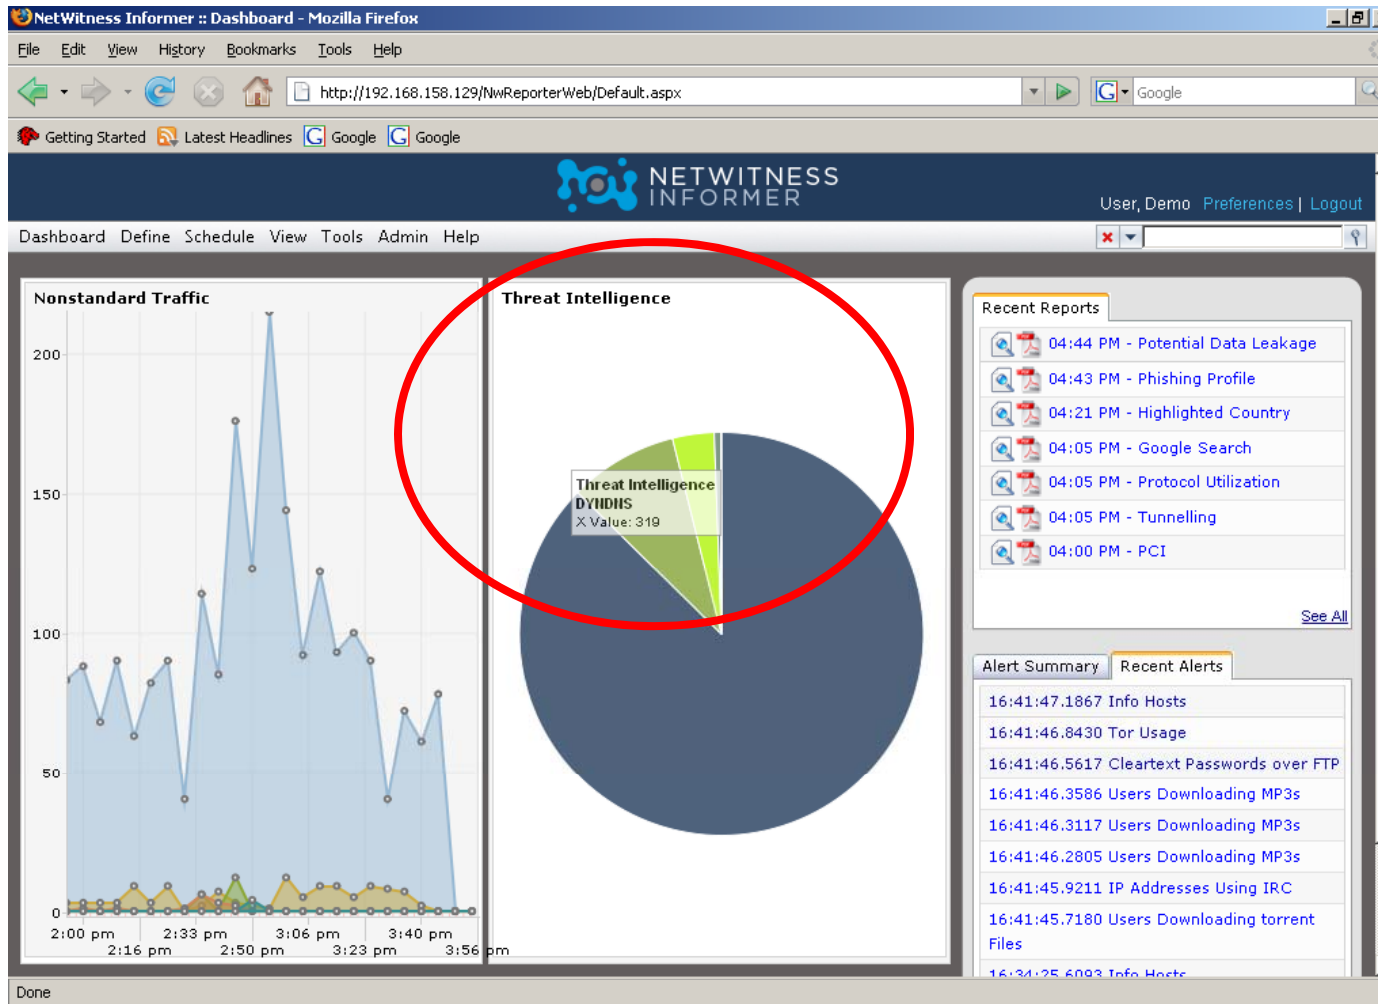 NetWitness Informer :: Dashboard - Mozilla Firefox
File Edit View History Bookmarks Tools Help
http://192.168.158.129/NwReporterWeb/Default.aspx
G Google
Getting Started Latest Headlines G Google G Google
NETWITNESS
INFORMER
User, Demo Preferences | Logout
Dashboard Define Schedule View Tools Admin Help
Nonstandard Traffic
200
150
100
50
0
2:00 pm 2:33 pm 3:06 pm 3:40 pm
2:16 pm 2:50 pm 3:23 pm 3:56 pm
Threat Intelligence
Threat Intelligence
DYNDNS
X Value: 319
Recent Reports
04:44 PM - Potential Data Leakage
04:43 PM - Phishing Profile
04:21 PM - Highlighted Country
04:05 PM - Google Search
04:05 PM - Protocol Utilization
04:05 PM - Tunnelling
04:00 PM - PCI
See All
Alert Summary Recent Alerts
16:41:47.1867 Info Hosts
16:41:46.8430 Tor Usage
16:41:46.5617 Cleartext Passwords over FTP
16:41:46.3586 Users Downloading MP3s
16:41:46.3117 Users Downloading MP3s
16:41:46.2805 Users Downloading MP3s
16:41:45.9211 IP Addresses Using IRC
16:41:45.7180 Users Downloading torrent
Files
16:34:25.6093 Info Hosts
Done